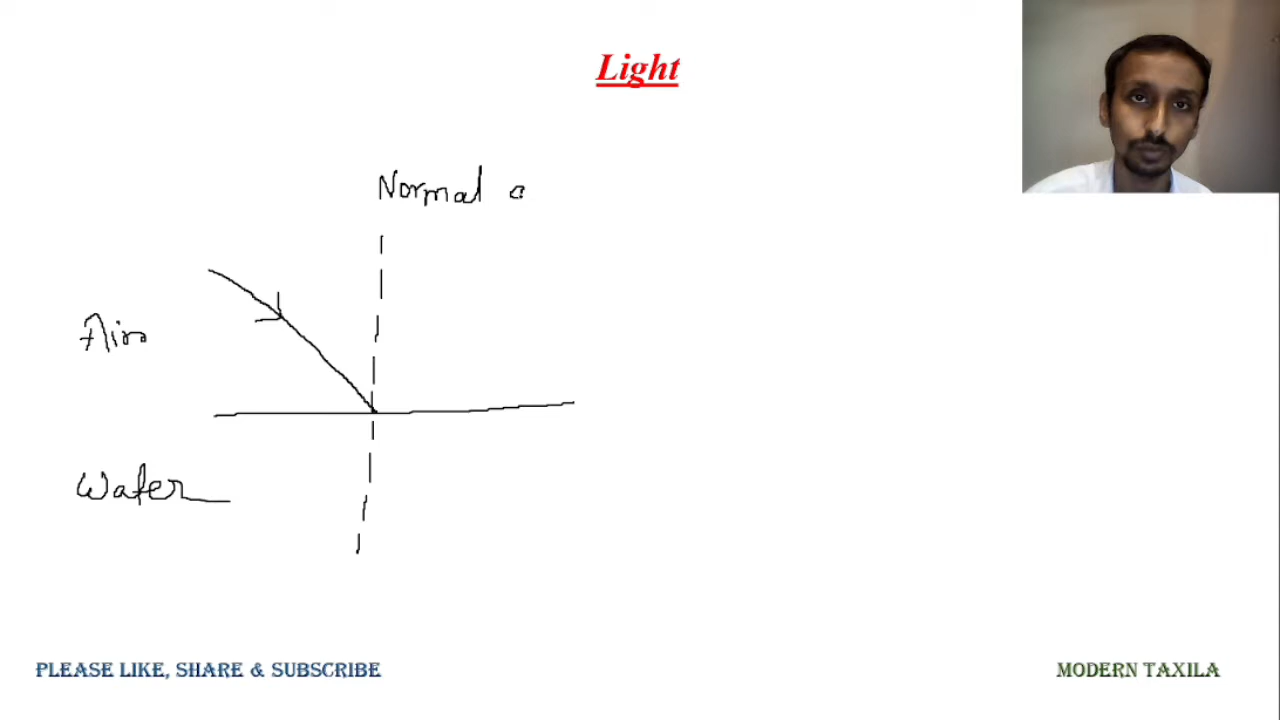 Light
Normal a
Air
Water
PLEASE LIKE, SHARE & SUBSCRIBE
MODERN TAXILA